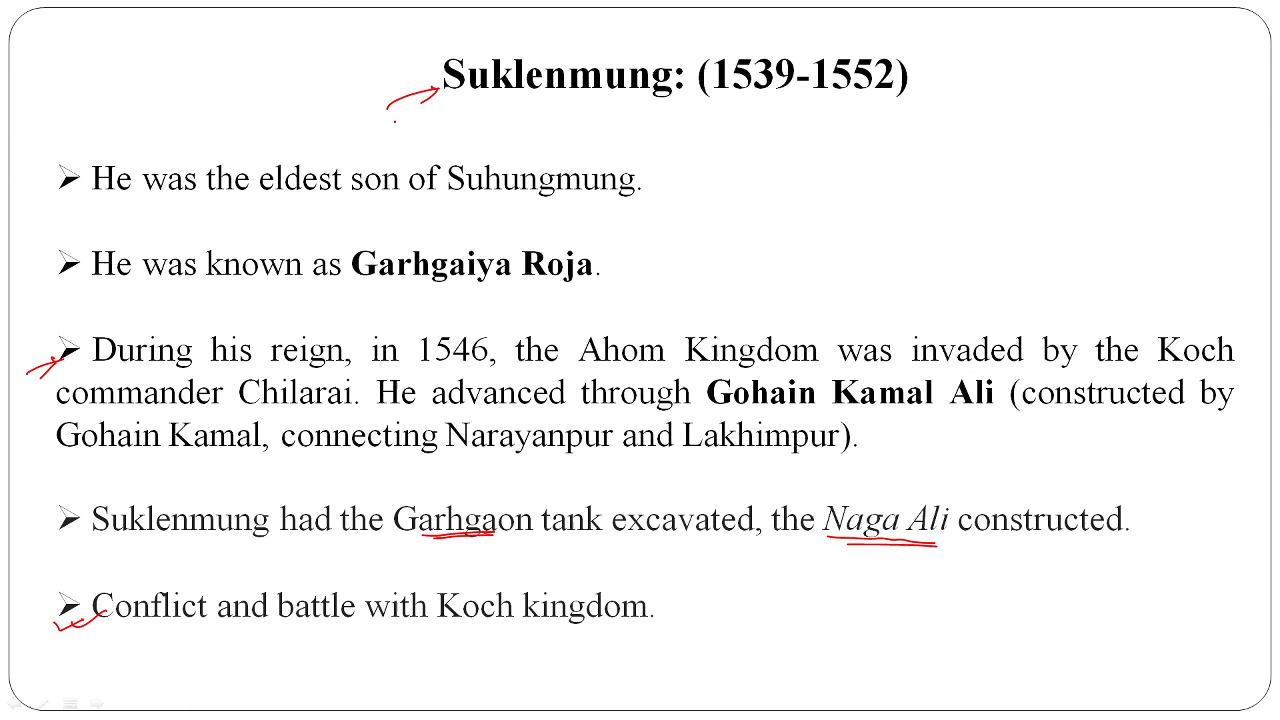 Suklenmung: (1539-1552)
➢ He was the eldest son of Suhungmung.
➢ He was known as Garhgaiya Roja.
➢ During his reign, in 1546, the Ahom Kingdom was invaded by the Koch
commander Chilarai. He advanced through Gohain Kamal Ali (constructed by
Gohain Kamal, connecting Narayanpur and Lakhimpur).
➢ Suklenmung had the Garhgaon tank excavated, the Naga Ali constructed.
➢ Conflict and battle with Koch kingdom.